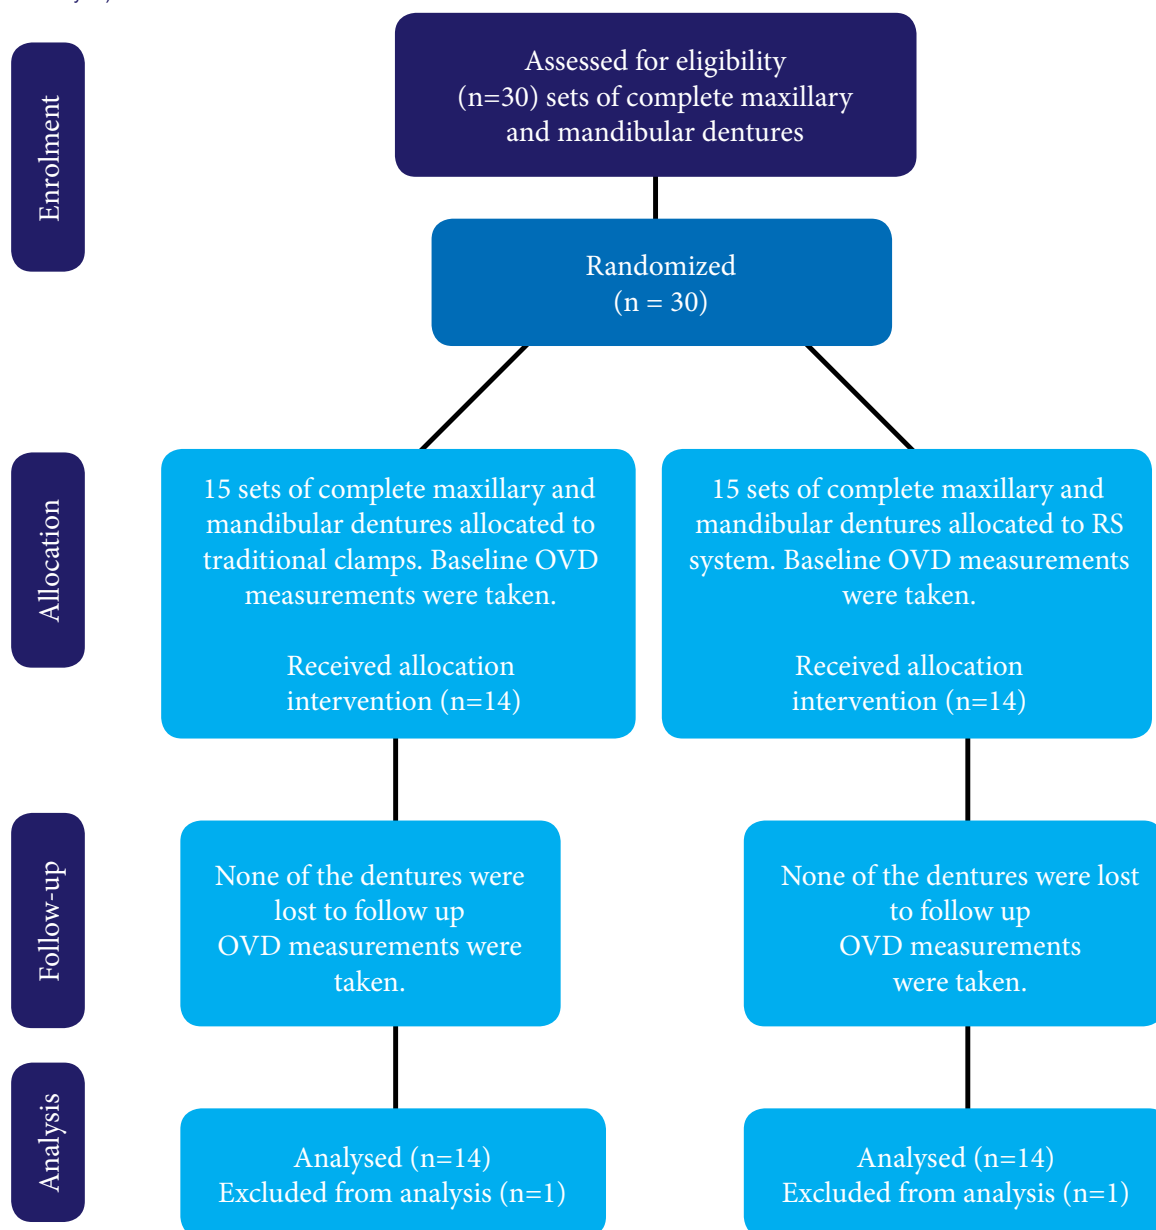 Enrolment
Assessed for eligibility
(n=30) sets of complete maxillary
and mandibular dentures
Randomized
(n = 30)
Allocation
15 sets of complete maxillary and
mandibular dentures allocated to
traditional clamps. Baseline OVD
measurements were taken.
Received allocation
intervention (n=14)
15 sets of complete maxillary and
mandibular dentures allocated to RS
system. Baseline OVD measurements
were taken.
Received allocation
intervention (n=14)
Follow-up
None of the dentures were
lost to follow up
OVD measurements were
taken.
None of the dentures were lost
to follow up
OVD measurements
were taken.
Analysis
Analysed (n=14)
Excluded from analysis (n=1)
Analysed (n=14)
Excluded from analysis (n=1)